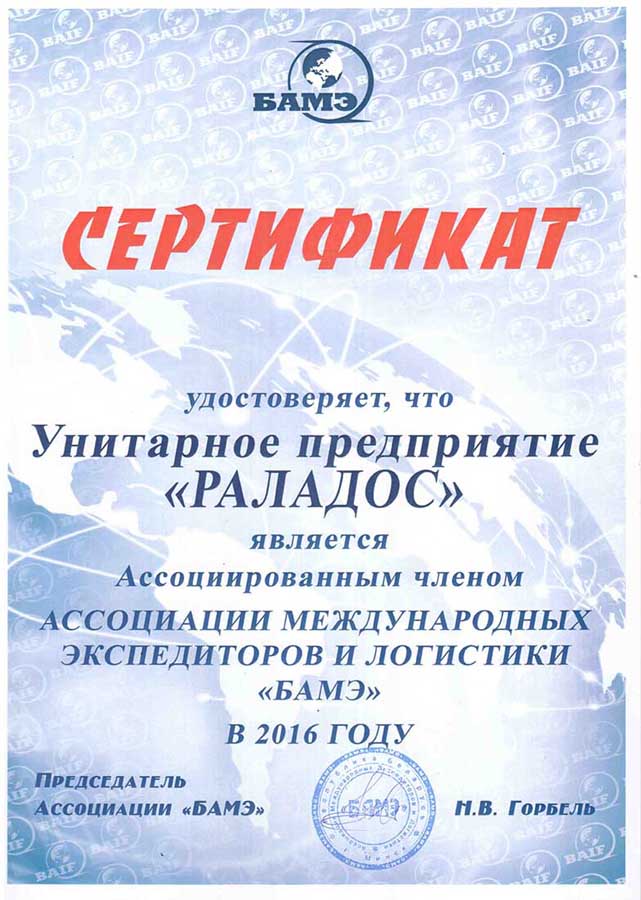 БАМЭ
СЕРТИФИКАТ
удостоверяет, что
Унитарное предприятие
«РАЛАДОС»
является
Ассоциированным членом
АССОЦИАЦИИ МЕЖДУНАРОДНЫХ
ЭКСПЕДИТОРОВ И ЛОГИСТИКИ
«БАМЭ»
В 2016 ГОДУ
Председатель
Ассоциации «БАМЭ»
«БАМЭ»
Н.В. Горбель
BAIF